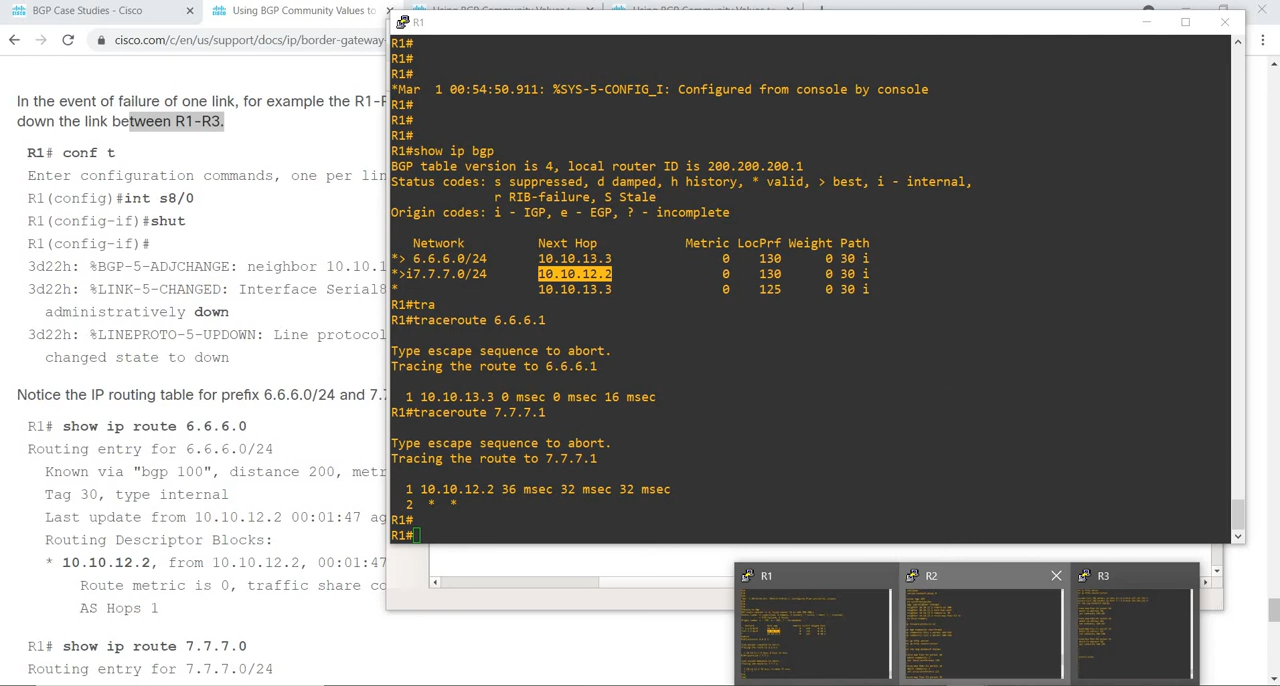 BGP Case Studies - Cisco
Using BGP Community Values to
R1
.com/c/en/us/support/docs/ip/border-gateway-
In the event of failure of one link, for example the R1-R
down the link between R1-R3.
R1# conf t
Enter configuration commands, one per lin
R1(config)#int s8/0
R1(config-if)#shut
R1(config-if)#
3d22h: %BGP-5-ADJCHANGE: neighbor 10.10.1
3d22h: %LINK-5-CHANGED: Interface Serial8
administratively down
3d22h: %LINEPROTO-5-UPDOWN: Line protocol
changed state to down
Notice the IP routing table for prefix 6.6.6.0/24 and 7.7
R1# show ip route 6.6.6.0
Routing entry for 6.6.6.0/24
Known via "bgp 100", distance 200, metr
Tag 30, type internal
Last update from 10.10.12.2 00:01:47 ag
Routing Descriptor Blocks:
* 10.10.12.2, from 10.10.12.2, 00:01:47
Route metric is 0, traffic share co
AS Hops 1
R1# show ip route 7.7.7.0
Routing entry for 7.7.7.0/24
R1#
R1#
R1#
*Mar  1 00:54:50.911: %SYS-5-CONFIG_I: Configured from console by console
R1#
R1#
R1#
R1#show ip bgp
BGP table version is 4, local router ID is 200.200.200.1
Status codes: s suppressed, d damped, h history, * valid, > best, i - internal,
r RIB-failure, S Stale
Origin codes: i - IGP, e - EGP, ? - incomplete
Network Next Hop Metric LocPrf Weight Path
*> 6.6.6.0/24 10.10.13.3 0 130 0 30 i
*>i7.7.7.0/24 10.10.12.2 0 130 0 30 i
* 10.10.13.3 0 125 0 30 i
R1#tra
R1#traceroute 6.6.6.1
Type escape sequence to abort.
Tracing the route to 6.6.6.1
1 10.10.13.3 0 msec 0 msec 16 msec
R1#traceroute 7.7.7.1
Type escape sequence to abort.
Tracing the route to 7.7.7.1
1 10.10.12.2 36 msec 32 msec 32 msec
2 * *
R1#
R1#
R1
R2
R3